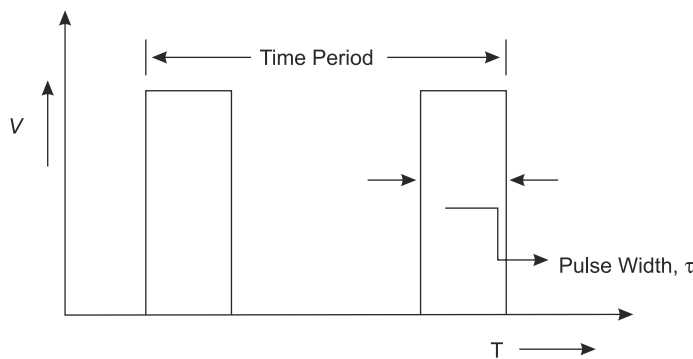 Time Period
V
Pulse Width, τ
T